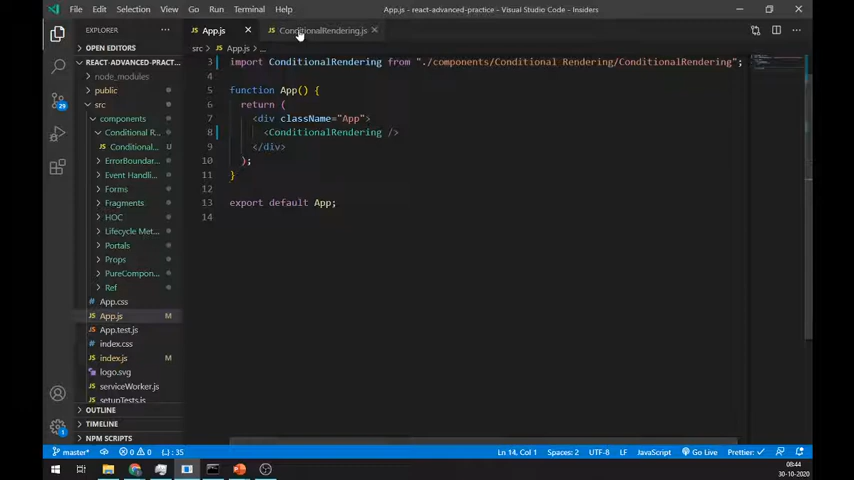 File Edit Selection View Go Run Terminal Help
App.js - react-advanced-practice - Visual Studio Code - Insiders
EXPLORER
JS App.js
JS ConditionalRendering.js
OPEN EDITORS
src > JS App.js > ...
REACT-ADVANCED-PRACT...
3 import ConditionalRendering from "./components/Conditional Rendering/ConditionalRendering";
4
5 function App() {
6 return (
7 <div className="App">
8 <ConditionalRendering />
9 </div>
10 );
11 }
12
13 export default App;
14
node_modules
public
src
components
Conditional R...
Conditional... U
ErrorBoundar...
Event Handli...
Forms
Fragments
HOC
Lifecycle Met...
Portals
Props
PureCompon...
Ref
App.css
JS App.js M
App.test.js
index.css
JS index.js M
logo.svg
JS serviceWorker.js
setupTests.js
OUTLINE
TIMELINE
NPM SCRIPTS
29
1
master* 0 0 : 35
Ln 14, Col 1 Spaces: 2 UTF-8 LF JavaScript Go Live Prettier: ✓
08:44
30-10-2020